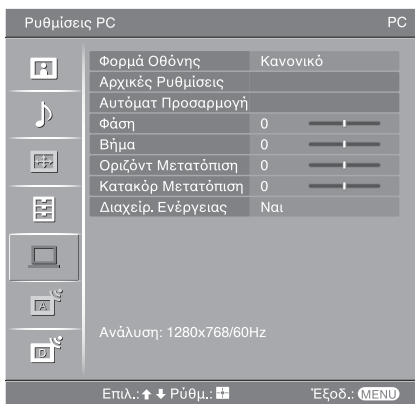 Ρυθμίσεις PC PC
Φορμά Οθόνης Κανονικό
Αρχικές Ρυθμίσεις
Αυτόματ Προσαρμογή
Φάση 0
Βήμα 0
Οριζόντ Μετατόπιση 0
Κατακόρ Μετατόπιση 0
Διαχείρ. Ενέργειας Ναι
A
D
Ανάλυση: 1280x768/60Hz
Επιλ.: Ρύθμ.: Έξοδ.: MENU